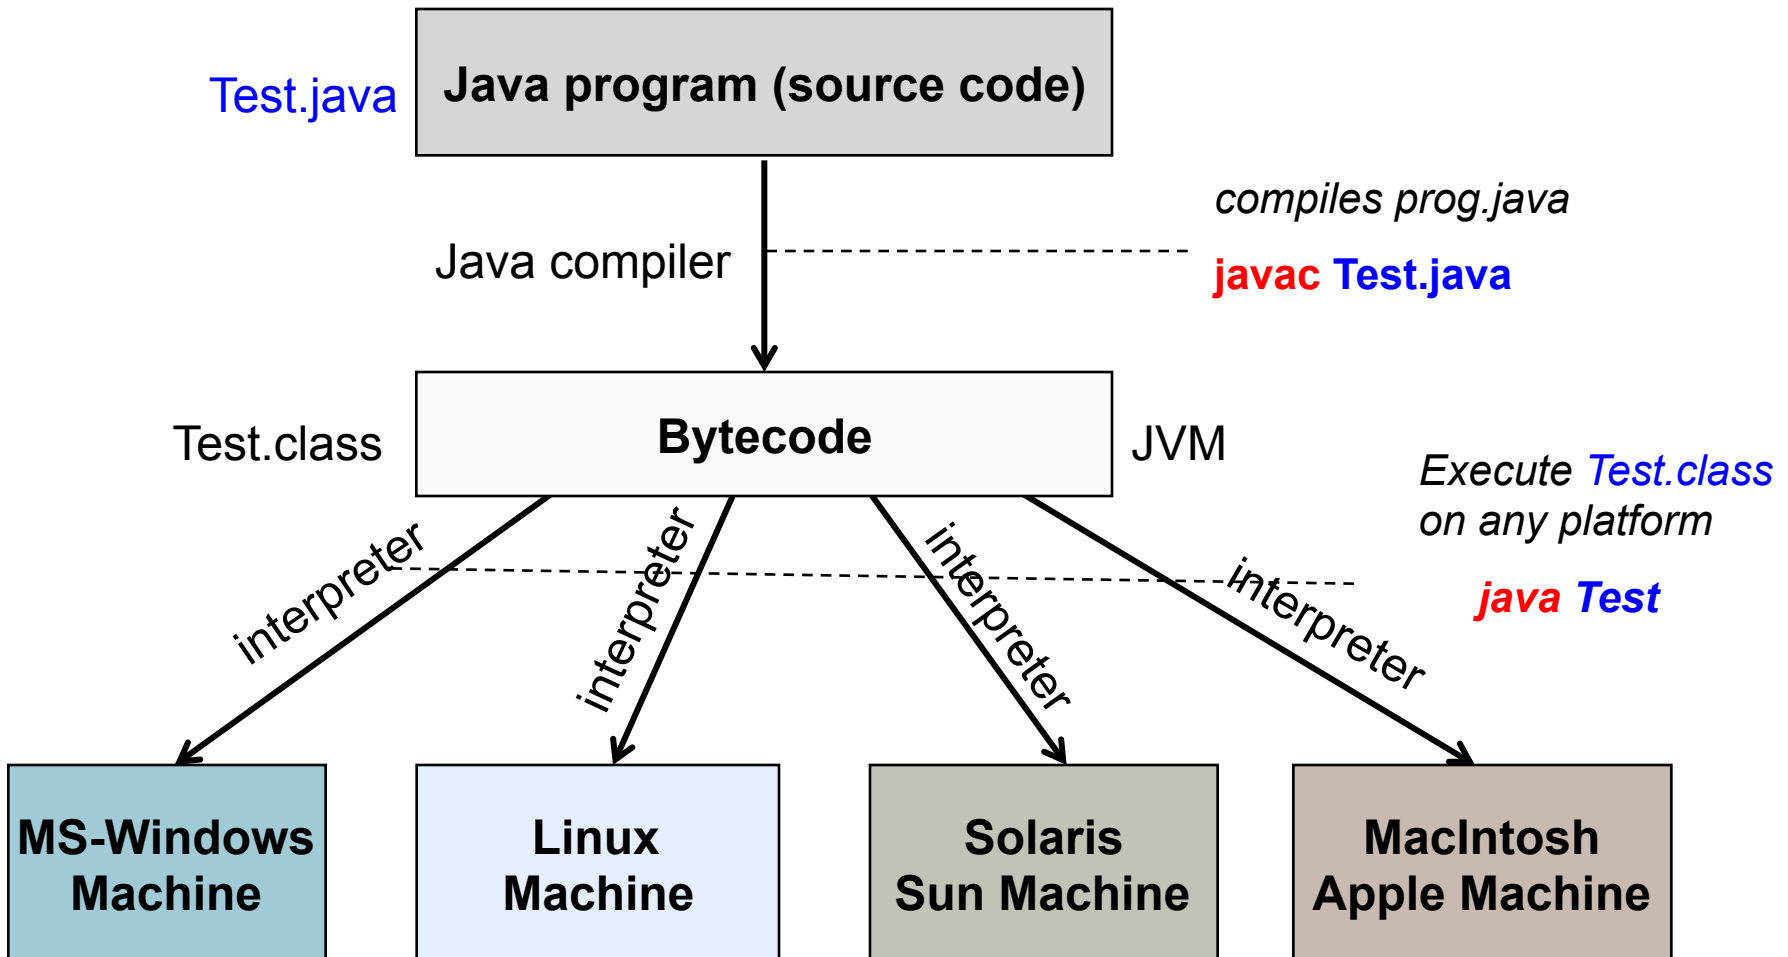 Java program (source code)
Test.java
compiles prog.java
Java compiler
javac Test.java
Bytecode
Test.class
JVM
Execute Test.class
on any platform
java Test
interpreter
interpreter
interpreter
interpreter
MS-Windows
Machine
Linux
Machine
Solaris
Sun Machine
MacIntosh
Apple Machine